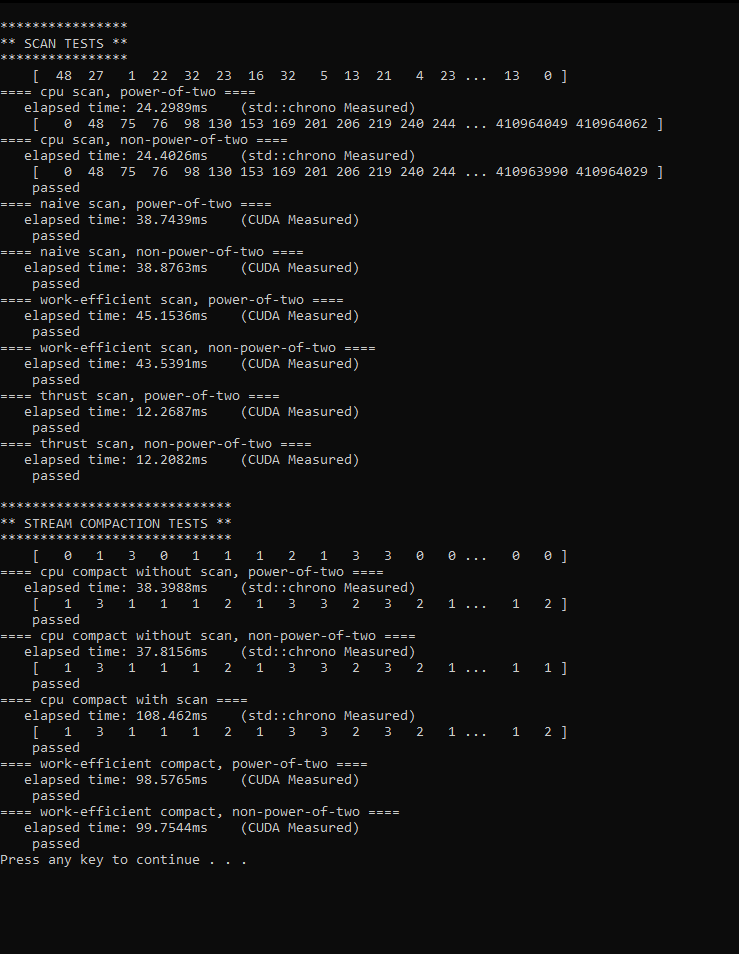 ****************
** SCAN TESTS **
****************
    [  48  27   1  22  32  23  16  32   5  13  21   4  23 ...  13   0 ]
==== cpu scan, power-of-two ====
   elapsed time: 24.2989ms    (std::chrono Measured)
    [   0  48  75  76  98 130 153 169 201 206 219 240 244 ... 410964049 410964062 ]
==== cpu scan, non-power-of-two ====
   elapsed time: 24.4026ms    (std::chrono Measured)
    [   0  48  75  76  98 130 153 169 201 206 219 240 244 ... 410963990 410964029 ]
    passed
==== naive scan, power-of-two ====
   elapsed time: 38.7439ms    (CUDA Measured)
    passed
==== naive scan, non-power-of-two ====
   elapsed time: 38.8763ms    (CUDA Measured)
    passed
==== work-efficient scan, power-of-two ====
   elapsed time: 45.1536ms    (CUDA Measured)
    passed
==== work-efficient scan, non-power-of-two ====
   elapsed time: 43.5391ms    (CUDA Measured)
    passed
==== thrust scan, power-of-two ====
   elapsed time: 12.2687ms    (CUDA Measured)
    passed
==== thrust scan, non-power-of-two ====
   elapsed time: 12.2082ms    (CUDA Measured)
    passed

*****************************
** STREAM COMPACTION TESTS **
*****************************
    [   0   1   3   0   1   1   1   2   1   3   3   0   0 ...   0   0 ]
==== cpu compact without scan, power-of-two ====
   elapsed time: 38.3988ms    (std::chrono Measured)
    [   1   3   1   1   1   2   1   3   3   2   3   2   1 ...   1   2 ]
    passed
==== cpu compact without scan, non-power-of-two ====
   elapsed time: 37.8156ms    (std::chrono Measured)
    [   1   3   1   1   1   2   1   3   3   2   3   2   1 ...   1   1 ]
    passed
==== cpu compact with scan ====
   elapsed time: 108.462ms    (std::chrono Measured)
    [   1   3   1   1   1   2   1   3   3   2   3   2   1 ...   1   2 ]
    passed
==== work-efficient compact, power-of-two ====
   elapsed time: 98.5765ms    (CUDA Measured)
    passed
==== work-efficient compact, non-power-of-two ====
   elapsed time: 99.7544ms    (CUDA Measured)
    passed
Press any key to continue . . .